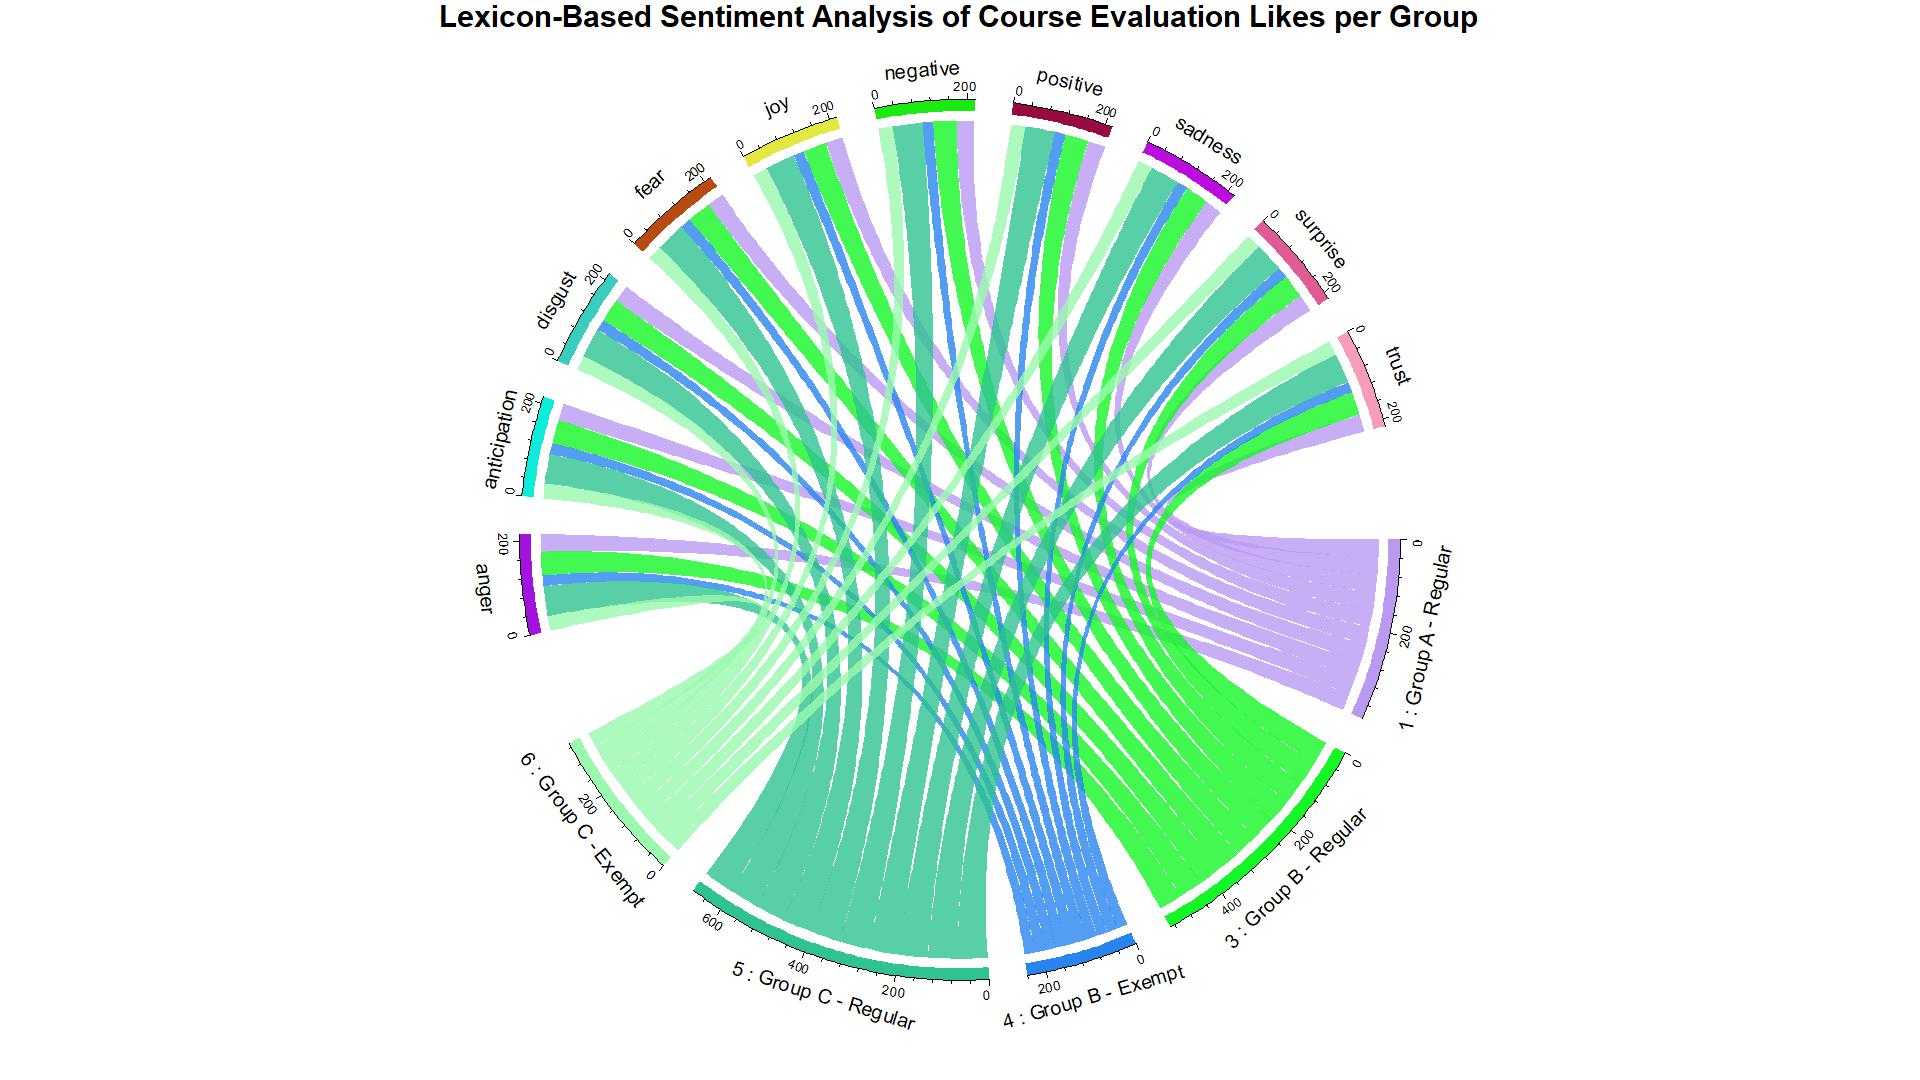 Lexicon-Based Sentiment Analysis of Course Evaluation Likes per Group
negative
0
200
positive
0
200
joy
0
200
sadness
0
200
fear
0
200
surprise
0
200
disgust
0
200
trust
0
200
anticipation
0
200
anger
0
200
1 : Group A - Regular
0
200
3 : Group B - Regular
0
200
400
4 : Group B - Exempt
0
200
5 : Group C - Regular
0
200
400
600
6 : Group C - Exempt
0
200